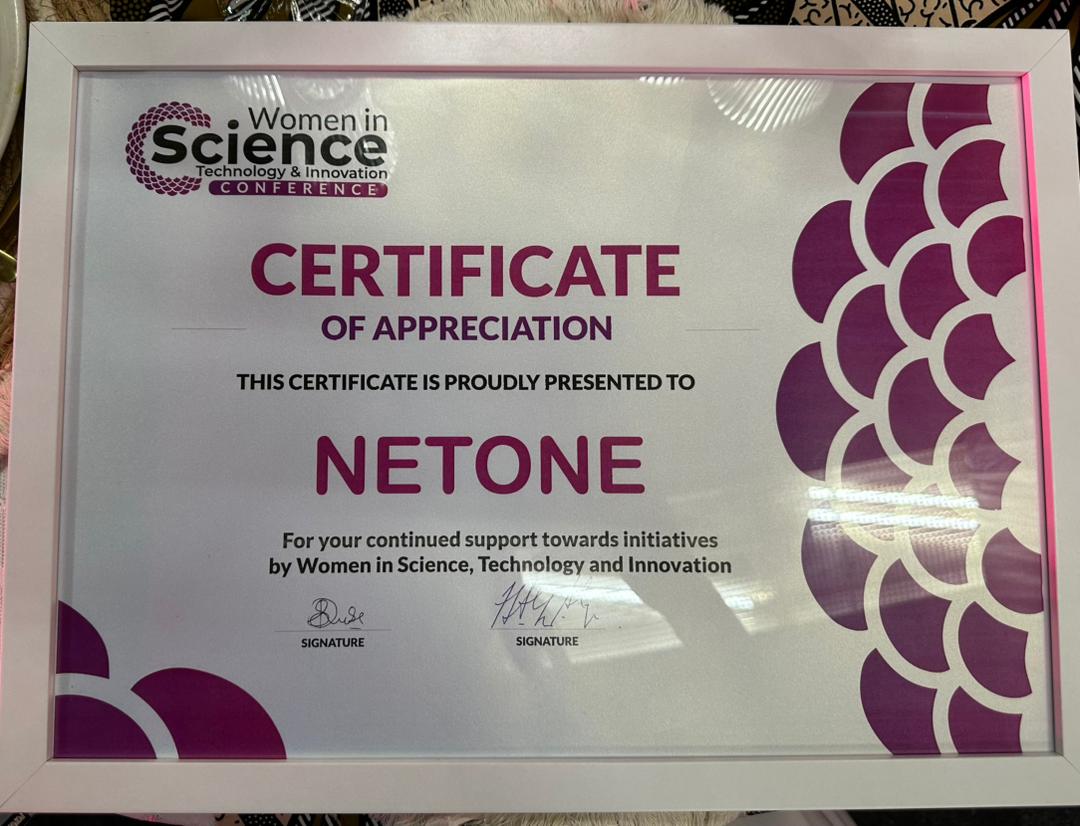 Women in
Science
Technology & Innovation
CONFERENCE
CERTIFICATE
OF APPRECIATION
THIS CERTIFICATE IS PROUDLY PRESENTED TO
NETONE
For your continued support towards initiatives
by Women in Science, Technology and Innovation
SIGNATURE
SIGNATURE